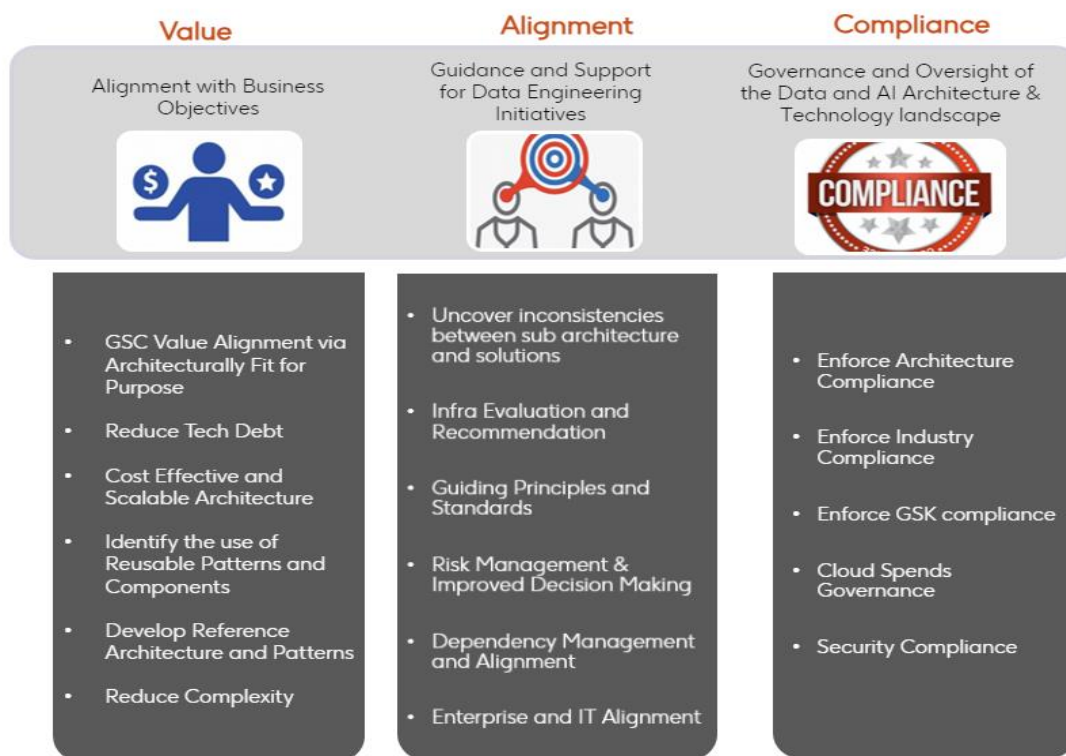 Value
Alignment with Business
Objectives
$
GSC Value Alignment via
Architecturally Fit for
Purpose
Reduce Tech Debt
Cost Effective and
Scalable Architecture
Identify the use of
Reusable Patterns and
Components
Develop Reference
Architecture and Patterns
Reduce Complexity
Alignment
Guidance and Support
for Data Engineering
Initiatives
Uncover inconsistencies
between sub architecture
and solutions
Infra Evaluation and
Recommendation
Guiding Principles and
Standards
Risk Management &
Improved Decision Making
Dependency Management
and Alignment
Enterprise and IT Alignment
Compliance
Governance and Oversight of
the Data and AI Architecture &
Technology landscape
COMPLIANCE
Enforce Architecture
Compliance
Enforce Industry
Compliance
Enforce GSK compliance
Cloud Spends
Governance
Security Compliance